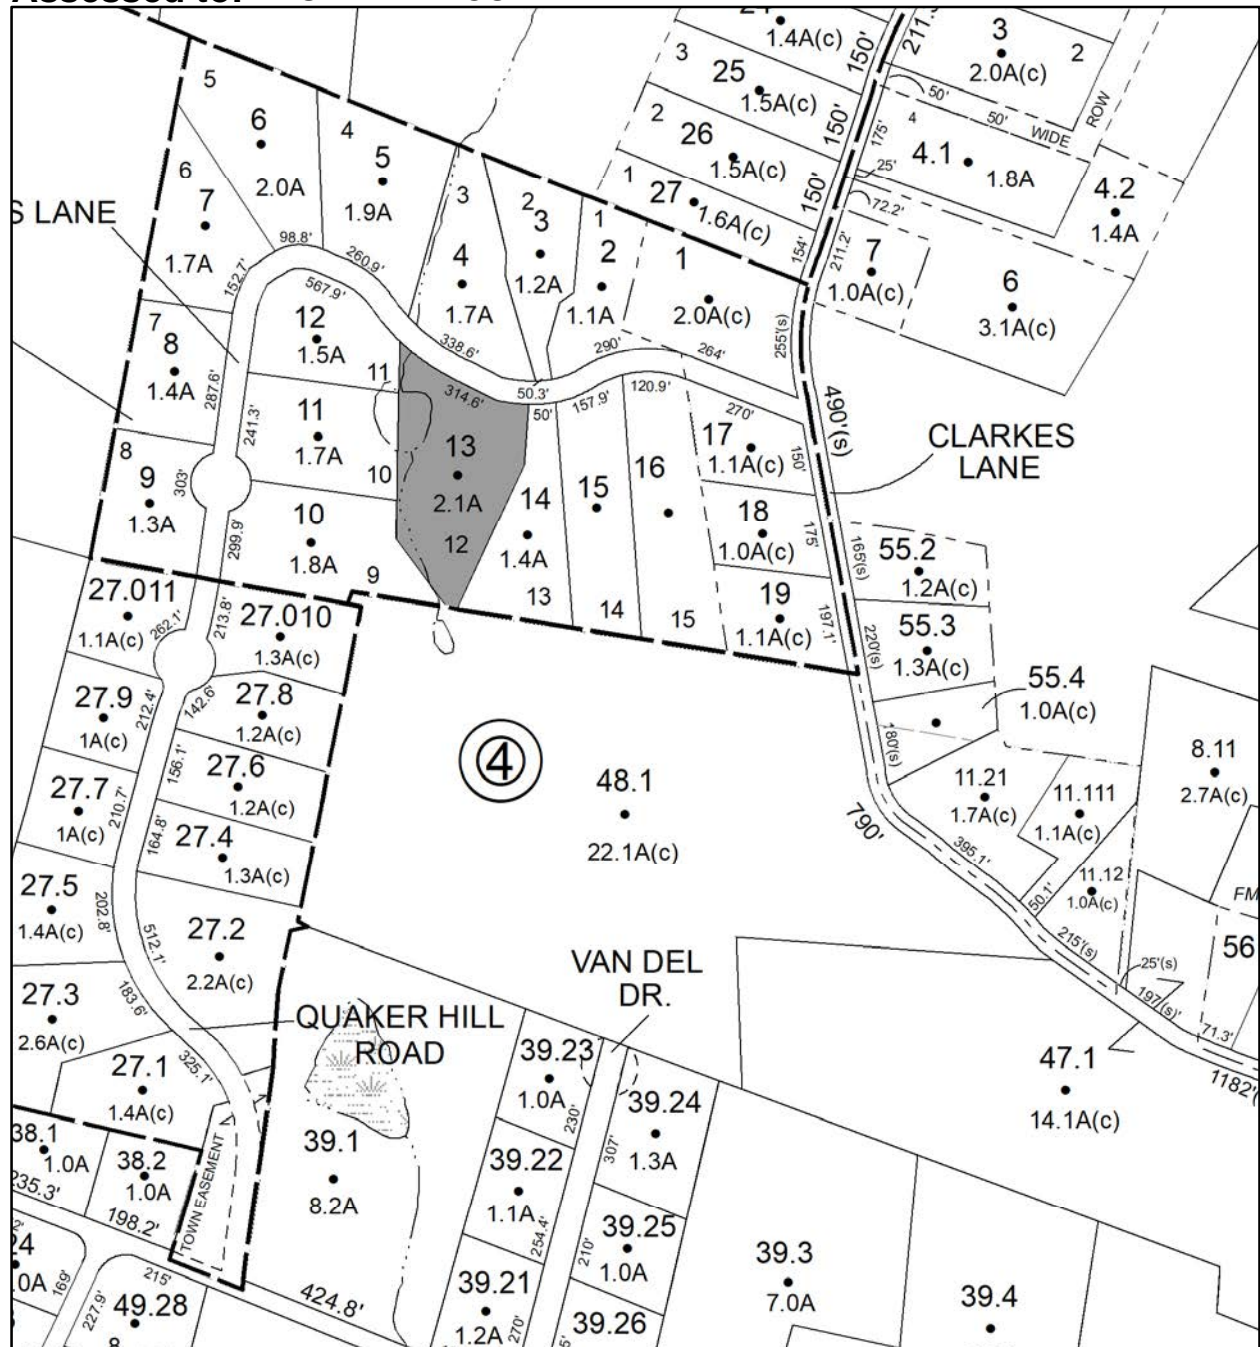 Assessed to:
1.4A(c)
150'
211.
3
2.0A(c)
2
3
25
1.5A(c)
50'
50'
WIDE
ROW
5
6
2.0A
4
5
1.9A
2
26
1.5A(c)
150'
175'
4
4.1
1.8A
25'
4.2
1.4A
6
7
1.7A
3
4
1.7A
2
3
1.2A
1
2
1.1A
1
27
1.6A(c)
150'
154'
1
2.0A(c)
72.2'
211.2'
7
1.0A(c)
6
3.1A(c)
S LANE
98.8'
260.9'
152.7'
567.9'
338.6'
290'
264'
255'(s)
7
8
1.4A
12
1.5A
11
314.6'
50.3'
50'
157.9'
120.9'
270'
490'(s)
287.6'
241.3'
11
1.7A
10
13
2.1A
12
17
1.1A(c)
150'
CLARKES
LANE
8
9
1.3A
303'
299.9'
10
1.8A
9
14
1.4A
13
15
14
16
15
18
1.0A(c)
175'
165'(s)
55.2
1.2A(c)
19
1.1A(c)
197.1'
220'(s)
55.3
1.3A(c)
55.4
1.0A(c)
180'(s)
27.011
1.1A(c)
262.1'
213.8'
27.010
1.3A(c)
27.9
1A(c)
212.4'
142.6'
27.8
1.2A(c)
27.7
1A(c)
210.7'
156.1'
27.6
1.2A(c)
164.8'
27.4
1.3A(c)
4
48.1
22.1A(c)
790'
11.21
1.7A(c)
11.111
1.1A(c)
8.11
2.7A(c)
395.1'
50.1'
11.12
1.0A(c)
FM
56
27.5
1.4A(c)
202.8'
512.1'
27.2
2.2A(c)
215'(s)
25'(s)
197'(s)'
71.3'
1182'(
27.3
2.6A(c)
183.6'
325.1'
QUAKER HILL
ROAD
VAN DEL
DR.
27.1
1.4A(c)
39.23
1.0A
230'
39.24
1.3A
307'
47.1
14.1A(c)
38.1
1.0A
235.3'
38.2
1.0A
198.2'
TOWN EASEMENT
39.1
8.2A
39.22
1.1A
254.4'
210'
39.25
1.0A
39.3
7.0A
39.4
24
.0A
169'
227.9'
215'
49.28
424.8'
39.21
1.2A
270'
39.26